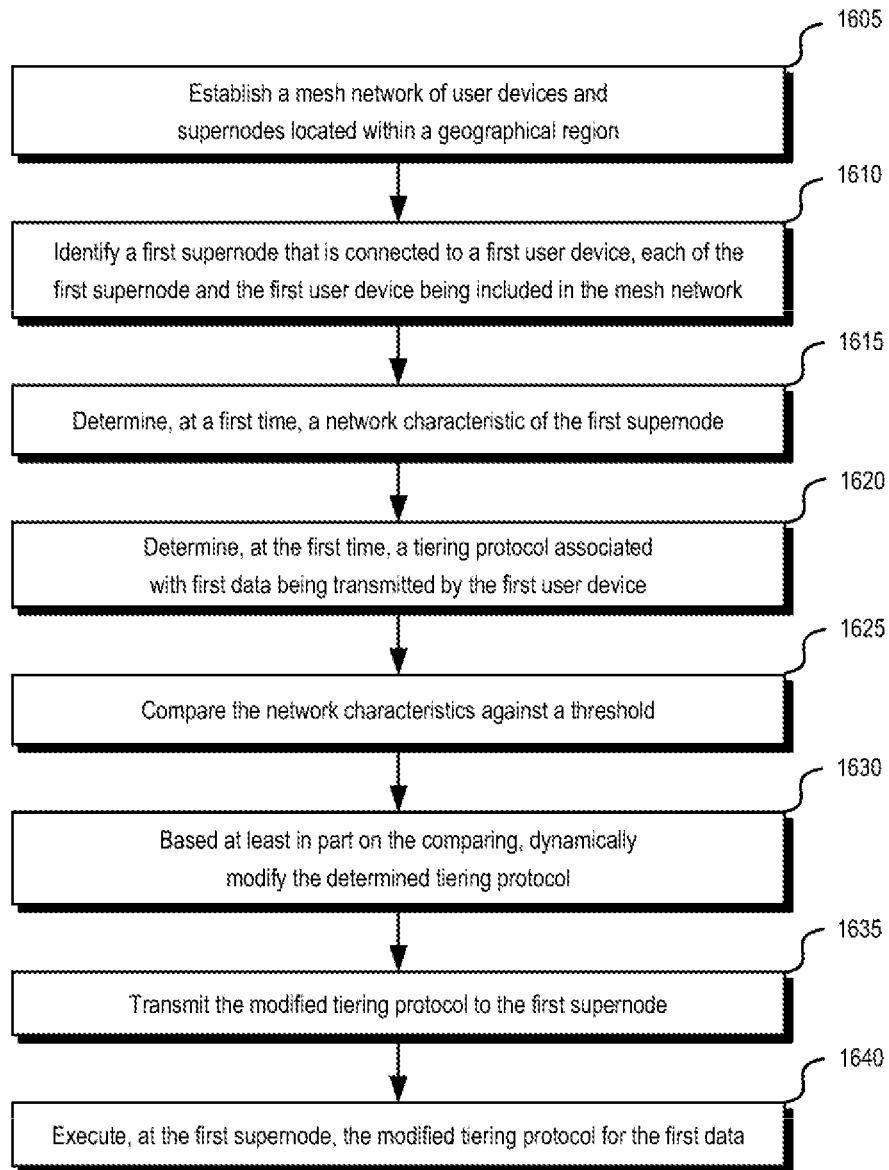 1605
Establish a mesh network of user devices and
supernodes located within a geographical region
1610
Identify a first supernode that is connected to a first user device, each of the
first supernode and the first user device being included in the mesh network
1615
Determine, at a first time, a network characteristic of the first supernode
1620
Determine, at the first time, a tiering protocol associated
with first data being transmitted by the first user device
1625
Compare the network characteristics against a threshold
1630
Based at least in part on the comparing, dynamically
modify the determined tiering protocol
1635
Transmit the modified tiering protocol to the first supernode
1640
Execute, at the first supernode, the modified tiering protocol for the first data